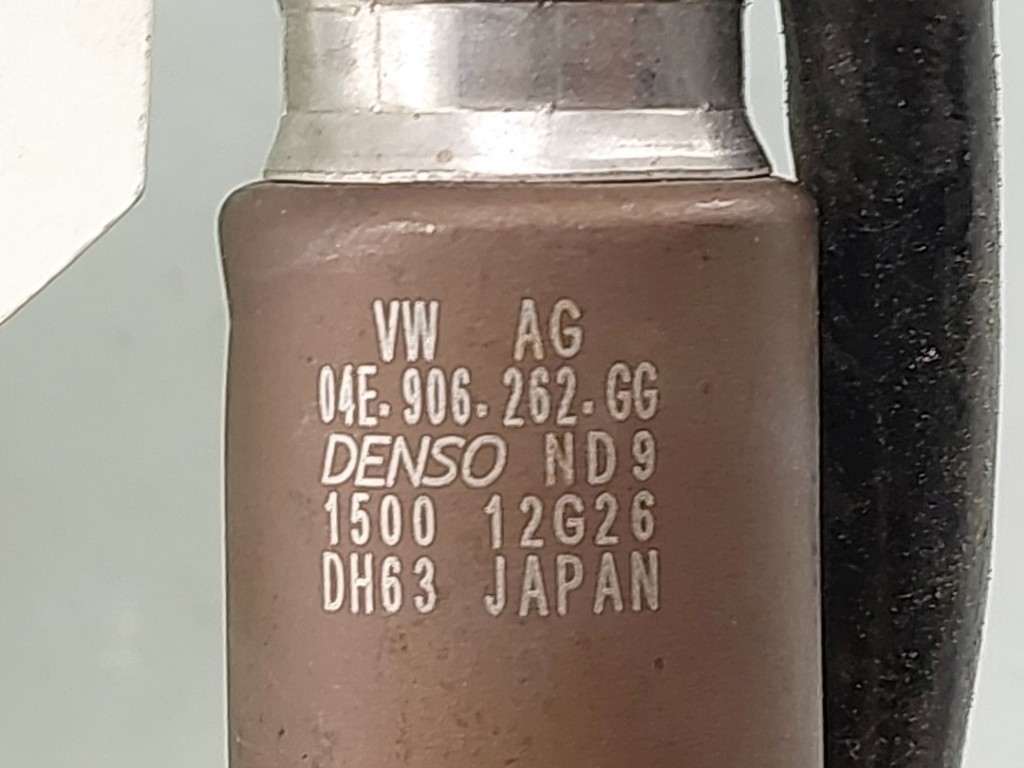 VW AG
04E.906.262.GG
DENSO ND9
1500 12G26
DH63 JAPAN